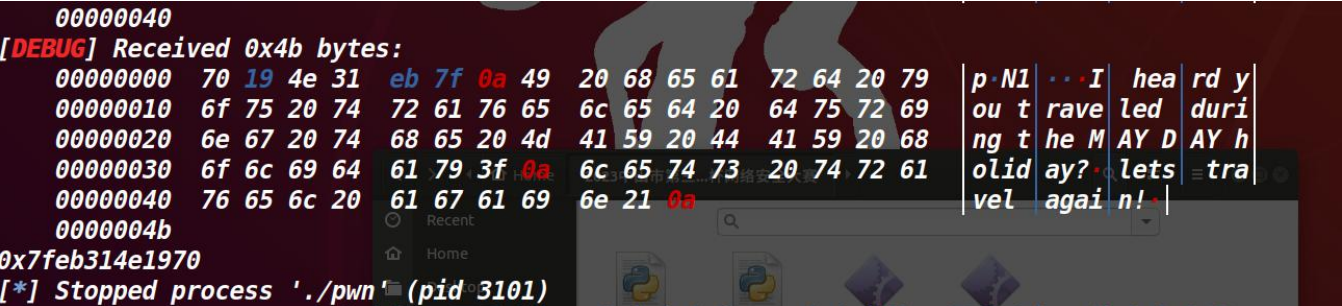 00000040
[DEBUG] Received 0x4b bytes:
00000000  70 19 4e 31  eb 7f 0a 49  20 68 65 61  72 64 20 79  │p·N1│···I│ hea│rd y│
00000010  6f 75 20 74  72 61 76 65  6c 65 64 20  64 75 72 69  │ou t│rave│led │duri│
00000020  6e 67 20 74  68 65 20 4d  41 59 20 44  41 59 20 68  │ng t│he M│AY D│AY h│
00000030  6f 6c 69 64  61 79 3f 0a  6c 65 74 73  20 74 72 61  │olid│ay?·│lets│ tra│
00000040  76 65 6c 20  61 67 61 69  6e 21 0a  │vel │agai│n!·│
0000004b
Recent
0x7feb314e1970
Home
[*] Stopped process './pwn' (pid 3101)